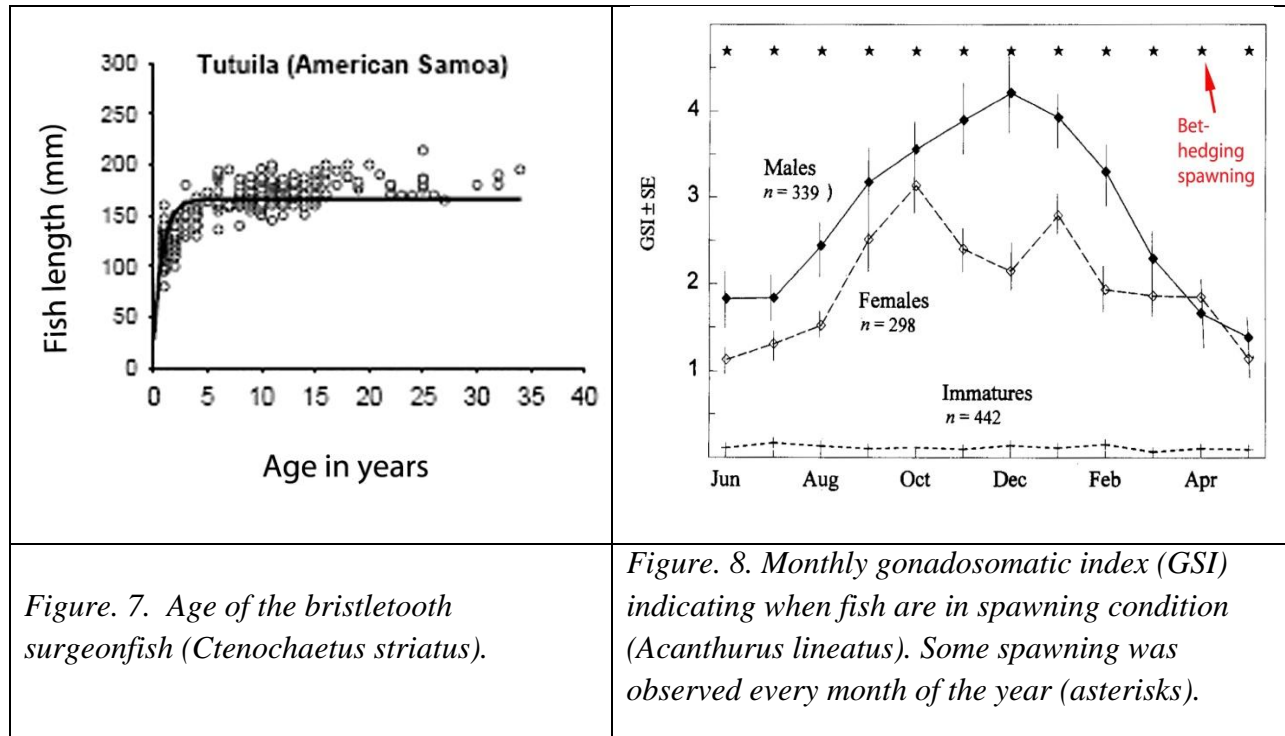 300
Tutuila (American Samoa)
250
200
150
100
50
0
Fish length (mm)
0 5 10 15 20 25 30 35 40
Age in years
4
3
2
1
GSI ± SE
Bet-
hedging
spawning
Males
n = 339 )
Females
n = 298
Immatures
n = 442
Jun Aug Oct Dec Feb Apr
Figure. 7. Age of the bristletooth
surgeonfish (Ctenochaetus striatus).
Figure. 8. Monthly gonadosomatic index (GSI)
indicating when fish are in spawning condition
(Acanthurus lineatus). Some spawning was
observed every month of the year (asterisks).